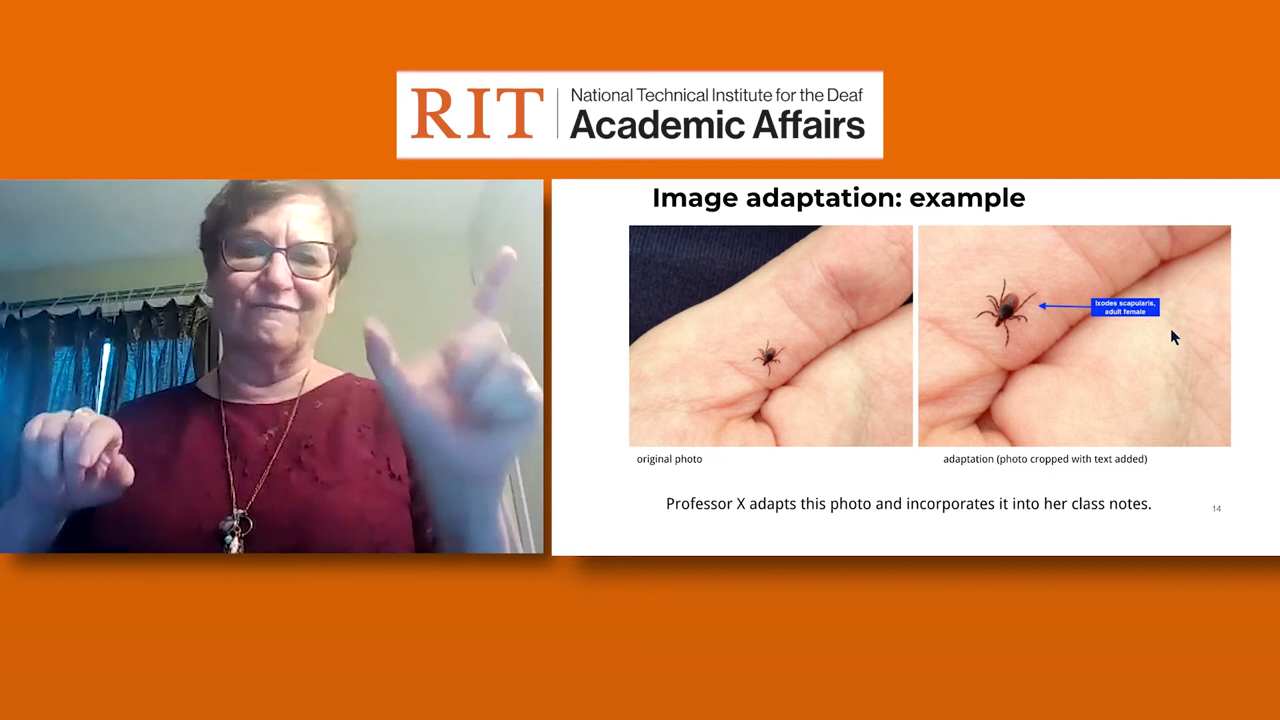 RIT
National Technical Institute for the Deaf
Academic Affairs
Image adaptation: example
Ixodes scapularis,
adult female
original photo
adaptation (photo cropped with text added)
Professor X adapts this photo and incorporates it into her class notes.
14